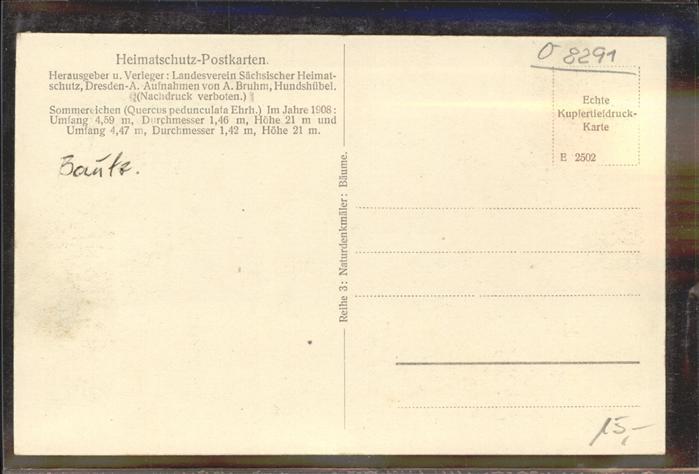 Heimatschutz-Postkarten.
Herausgeber u. Verleger: Landesverein Sächsischer Heimat-
schutz, Dresden-A. Aufnahmen von A. Bruhm, Hundshübel.
(Nachdruck verboten.)
Sommereichen (Quercus pedunculata Ehrh.) Im Jahre 1908:
Umfang 4,59 m, Durchmesser 1,46 m, Höhe 21 m und
Umfang 4,47 m, Durchmesser 1,42 m, Höhe 21 m.
Reihe 3: Naturdenkmäler: Bäume.
O 8291
Echte
Kupfertiefdruck-
Karte
E 2502
15,-